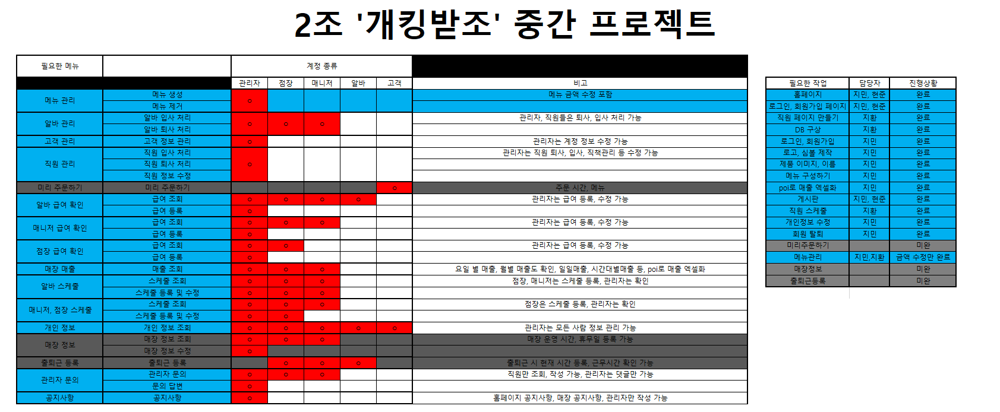 2조 '개킹받조' 중간 프로젝트
필요한 메뉴 계정 종류
관리자 점장 매니저 알바 고객 비고
메뉴 관리 메뉴 생성 ○ 메뉴 금액 수정 포함
메뉴 제거
알바 관리 알바 입사 처리 ○ ○ ○ 관리자, 직원들은 퇴사, 입사 처리 가능
알바 퇴사 처리
고객 관리 고객 정보 관리 ○ 관리자는 계정 정보 수정 가능
직원 관리 직원 입사 처리 ○ 관리자는 직원 퇴사, 입사, 직책관리 등 수정 가능
직원 퇴사 처리
직원 정보 수정
미리 주문하기 미리 주문하기 ○ 주문 시간, 메뉴
알바 급여 확인 급여 조회 ○ ○ ○ ○ 관리자는 급여 등록, 수정 가능
급여 등록 ○
매니저 급여 확인 급여 조회 ○ ○ ○ 관리자는 급여 등록, 수정 가능
급여 등록 ○
점장 급여 확인 급여 조회 ○ ○ 관리자는 급여 등록, 수정 가능
급여 등록 ○
매장 매출 매출 조회 ○ ○ ○ 요일 별 매출, 월별 매출도 확인, 일일매출, 시간대별매출 등, poi로 매출 엑셀화
알바 스케줄 스케줄 조회 ○ ○ ○ 점장, 매니저는 스케줄 등록, 관리자는 확인
스케줄 등록 및 수정 ○ ○ ○
매니저, 점장 스케줄 스케줄 조회 ○ ○ ○ 점장은 스케줄 등록, 관리자는 확인
스케줄 등록 및 수정 ○ ○
개인 정보 개인 정보 조회 ○ ○ ○ ○ ○ 관리자는 모든 사람 정보 관리 가능
매장 정보 매장 정보 조회 ○ ○ ○ 매장 운영 시간, 휴무일 등록 가능
매장 정보 수정 ○
출퇴근 등록 출퇴근 등록 ○ ○ ○ 출퇴근 시 현재 시간 등록, 근무시간 확인 가능
관리자 문의 관리자 문의 ○ ○ ○ 직원만 조회, 작성 가능, 관리자는 댓글만 가능
문의 답변 ○
공지사항 공지사항 ○ 홈페이지 공지사항, 매장 공지사항, 관리자만 작성 가능
필요한 작업 담당자 진행상황
홈페이지 지민, 현준 완료
로그인, 회원가입 페이지 지민, 현준 완료
직원 페이지 만들기 지환 완료
DB 구상 지환 완료
로그인, 회원가입 지민 완료
로고, 심볼 제작 지민 완료
제품 이미지, 이름 지민 완료
메뉴 구성하기 지민 완료
poi로 매출 엑셀화 지민 완료
게시판 지민, 현준 완료
직원 스케줄 지환 완료
개인정보 수정 지민 완료
회원 탈퇴 지민 완료
미리주문하기 미완
메뉴관리 지민,지환 금액 수정만 완료
매장정보 미완
출퇴근등록 미완